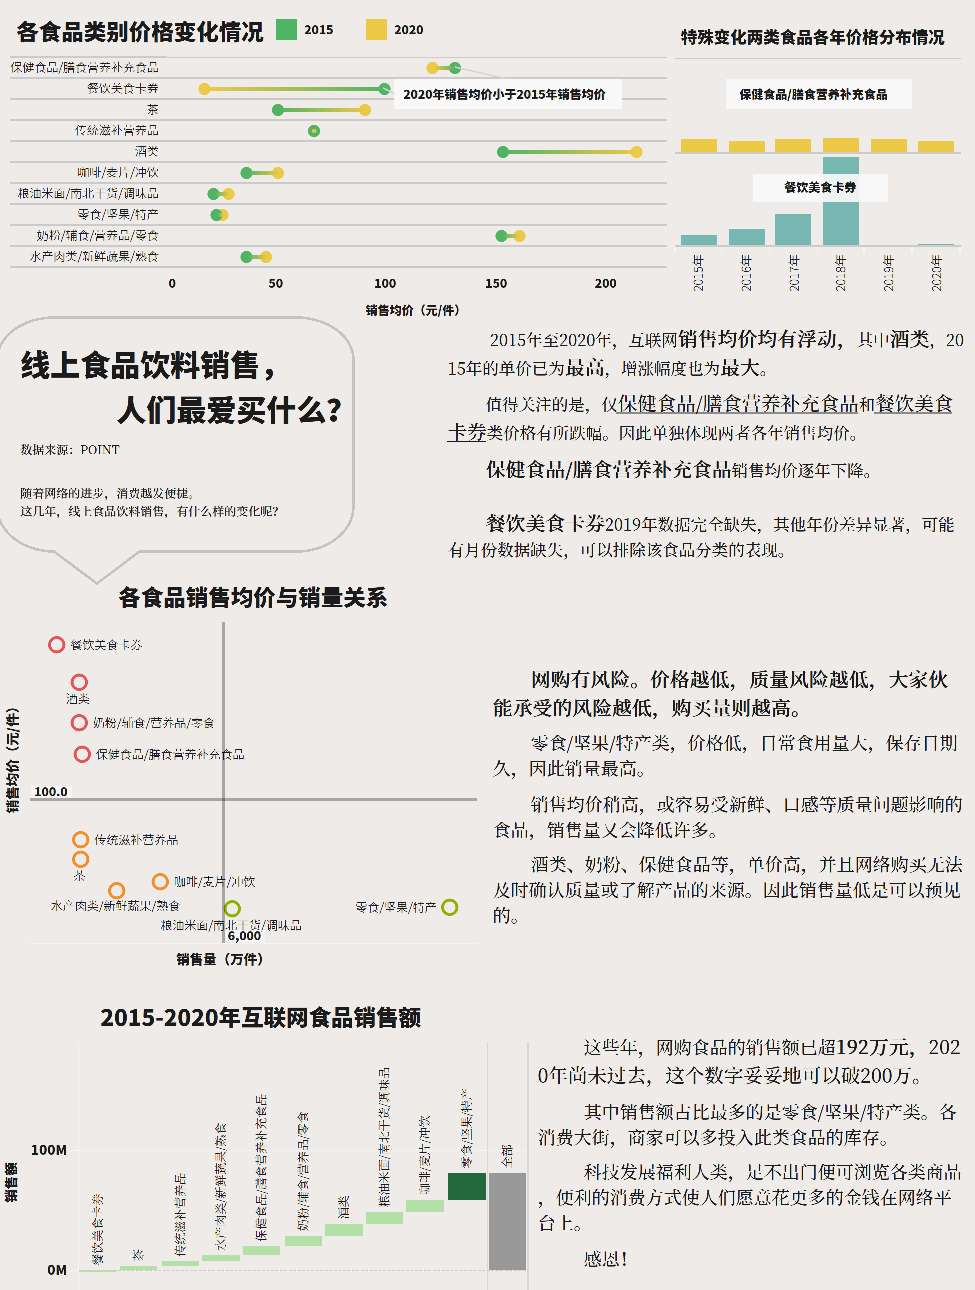 各食品类别价格变化情况
2015
2020
保健食品/膳食营养补充食品
餐饮美食卡券
茶
传统滋补营养品
酒类
咖啡/麦片/冲饮
粮油米面/南北干货/调味品
零食/坚果/特产
奶粉/辅食/营养品/零食
水产肉类/新鲜蔬果/熟食
2020年销售均价小于2015年销售均价
0
50
100
150
200
销售均价（元/件）
特殊变化两类食品各年价格分布情况
保健食品/膳食营养补充食品
餐饮美食卡券
2015年
2016年
2017年
2018年
2019年
2020年
线上食品饮料销售，
人们最爱买什么？
数据来源：POINT
随着网络的进步，消费越发便捷。
这几年，线上食品饮料销售，有什么样的变化呢？
2015年至2020年，互联网销售均价均有浮动，其中酒类，20
15年的单价已为最高，增涨幅度也为最大。
值得关注的是，仅保健食品/膳食营养补充食品和餐饮美食
卡券类价格有所跌幅。因此单独体现两者各年销售均价。
保健食品/膳食营养补充食品销售均价逐年下降。
餐饮美食卡券2019年数据完全缺失，其他年份差异显著，可能
有月份数据缺失，可以排除该食品分类的表现。
各食品销售均价与销量关系
餐饮美食卡券
酒类
奶粉/辅食/营养品/零食
保健食品/膳食营养补充食品
销售均价（元/件）
100.0
传统滋补营养品
茶
咖啡/麦片/冲饮
水产肉类/新鲜蔬果/熟食
零食/坚果/特产
粮油米面/南北干货/调味品
6,000
销售量（万件）
网购有风险。价格越低，质量风险越低，大家伙
能承受的风险越低，购买量则越高。
零食/坚果/特产类，价格低，日常食用量大，保存日期
久，因此销量最高。
销售均价稍高，或容易受新鲜、口感等质量问题影响的
食品，销售量又会降低许多。
酒类、奶粉、保健食品等，单价高，并且网络购买无法
及时确认质量或了解产品的来源。因此销售量低是可以预见
的。
2015-2020年互联网食品销售额
销售额
100M
0M
餐饮美食卡券
茶
传统滋补营养品
水产肉类/新鲜蔬果/熟食
保健食品/膳食营养补充食品
奶粉/辅食/营养品/零食
酒类
粮油米面/南北干货/调味品
咖啡/麦片/冲饮
零食/坚果/特产
全部
这些年，网购食品的销售额已超192万元，202
0年尚未过去，这个数字妥妥地可以破200万。
其中销售额占比最多的是零食/坚果/特产类。各
消费大街，商家可以多投入此类食品的库存。
科技发展福利人类，足不出门便可浏览各类商品
，便利的消费方式使人们愿意花更多的金钱在网络平
台上。
感恩！